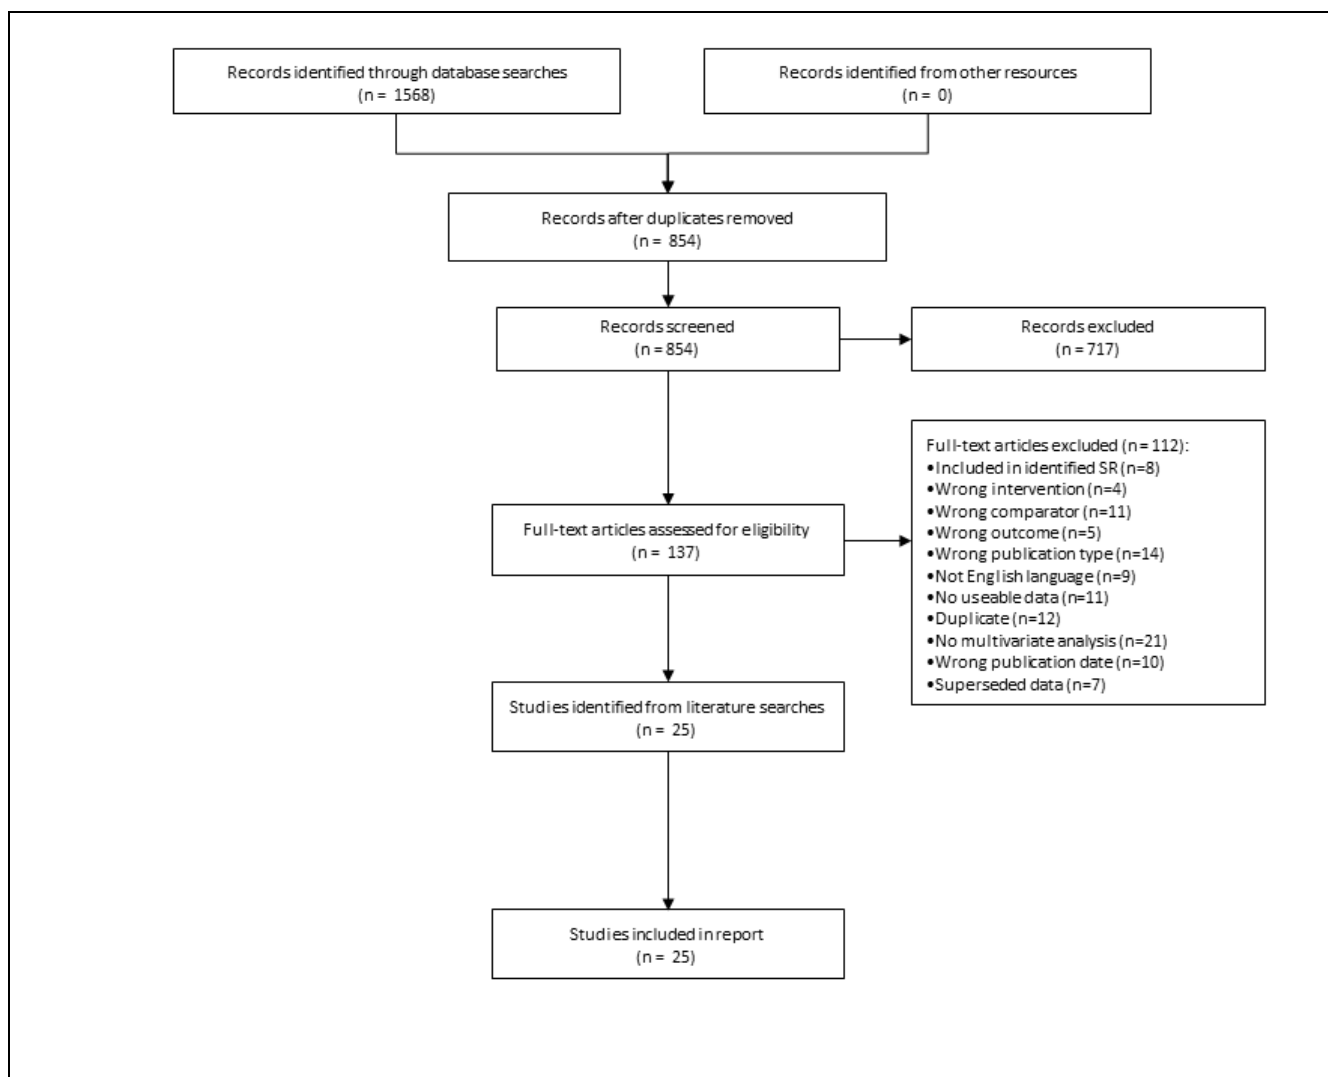 Records identified through database searches
(n = 1568)
Records identified from other resources
(n = 0)
Records after duplicates removed
(n = 854)
Records screened
(n = 854)
Records excluded
(n = 717)
Full-text articles excluded (n = 112):
•Included in identified SR (n=8)
•Wrong intervention (n=4)
•Wrong comparator (n=11)
•Wrong outcome (n=5)
•Wrong publication type (n=14)
•Not English language (n=9)
•No useable data (n=11)
•Duplicate (n=12)
•No multivariate analysis (n=21)
•Wrong publication date (n=10)
•Superseded data (n=7)
Full-text articles assessed for eligibility
(n = 137)
Studies identified from literature searches
(n = 25)
Studies included in report
(n = 25)